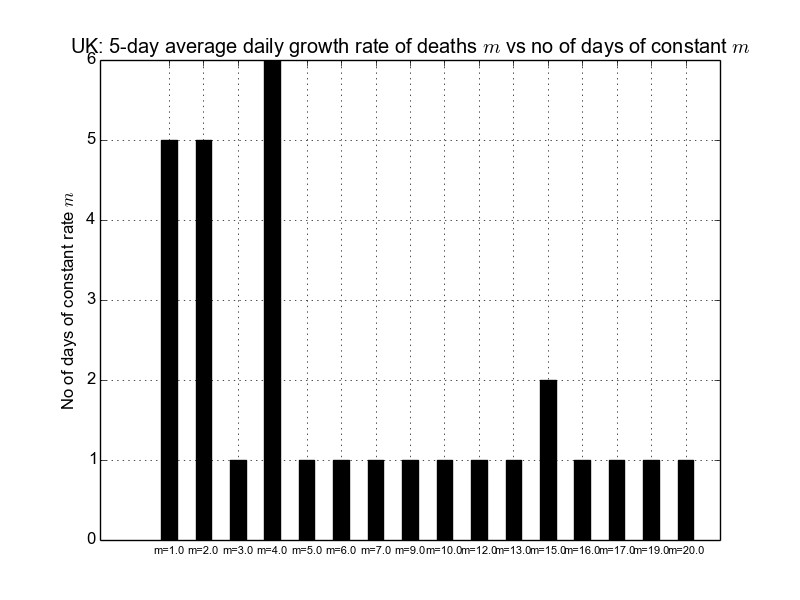 UK: 5-day average daily growth rate of deaths m vs no of days of constant m
6
5
4
3
2
1
0
No of days of constant rate m
m=1.0 m=2.0 m=3.0 m=4.0 m=5.0 m=6.0 m=7.0 m=9.0 m=10.0 m=12.0 m=13.0 m=15.0 m=16.0 m=17.0 m=19.0 m=20.0